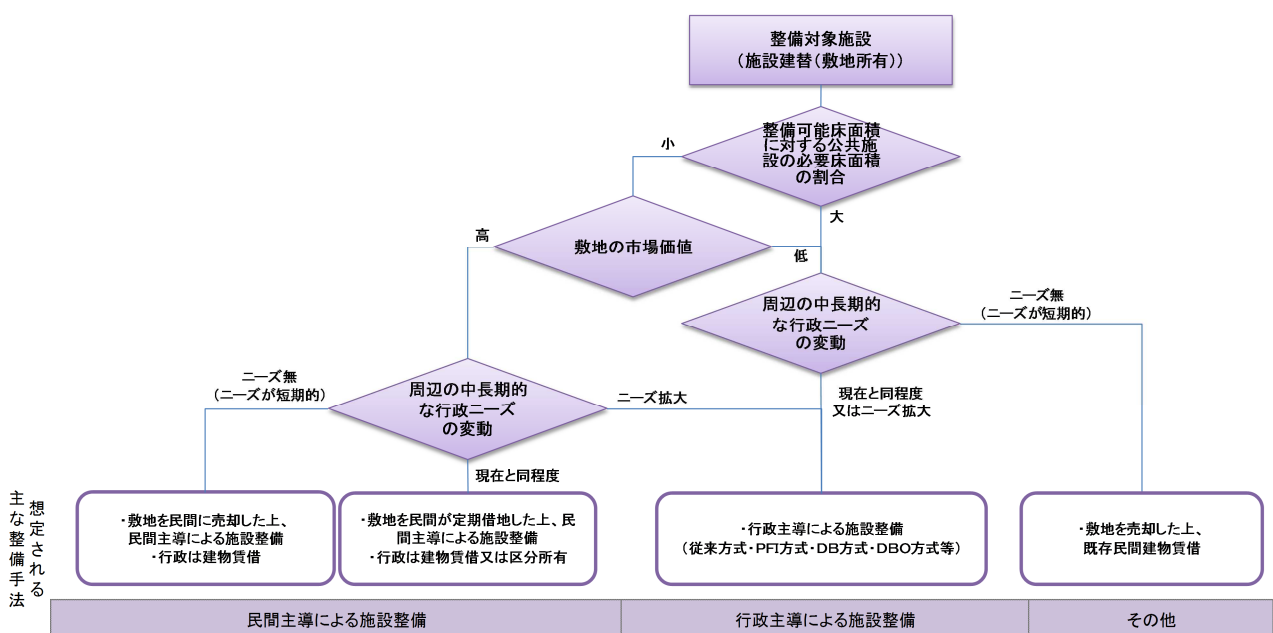 整備対象施設
（施設建替（敷地所有））
整備可能床面積
に対する公共施
設の必要床面積
の割合
小
大
敷地の市場価値
高
低
周辺の中長期的
な行政ニーズ
の変動
ニーズ無
（ニーズが短期的）
現在と同程度
又はニーズ拡大
周辺の中長期的
な行政ニーズ
の変動
ニーズ無
（ニーズが短期的）
ニーズ拡大
現在と同程度
想定される
主な整備手法
・敷地を民間に売却した上、
民間主導による施設整備
・行政は建物賃借
・敷地を民間が定期借地した上、民
間主導による施設整備
・行政は建物賃借又は区分所有
・行政主導による施設整備
（従来方式・PFI方式・DB方式・DBO方式等）
・敷地を売却した上、
既存民間建物賃借
民間主導による施設整備
行政主導による施設整備
その他